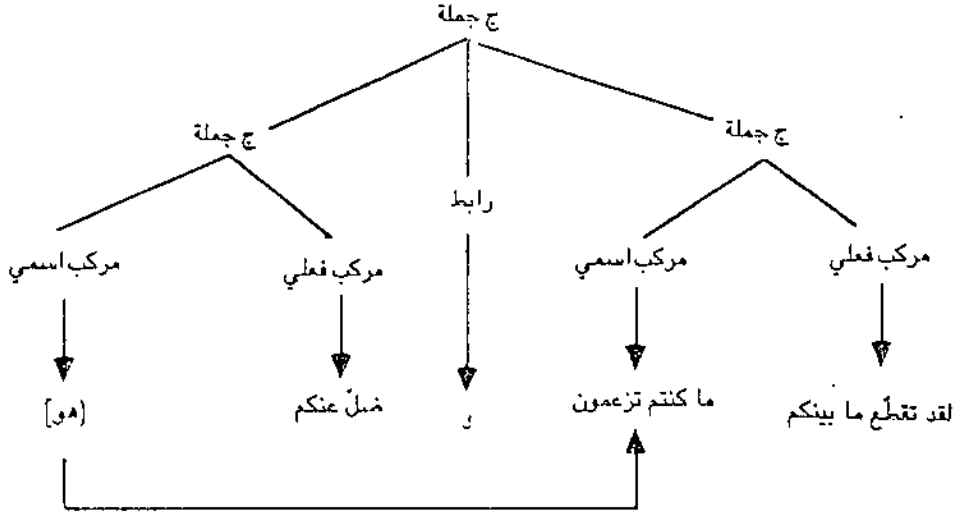 ج جملة
ج جملة
ج جملة
رابط
مركب فعلي
مركب اسمي
مركب فعلي
مركب اسمي
لقد تقطّع ما بينكم
ما كنتم تزعمون
و
ضلّ عنكم
[هو]